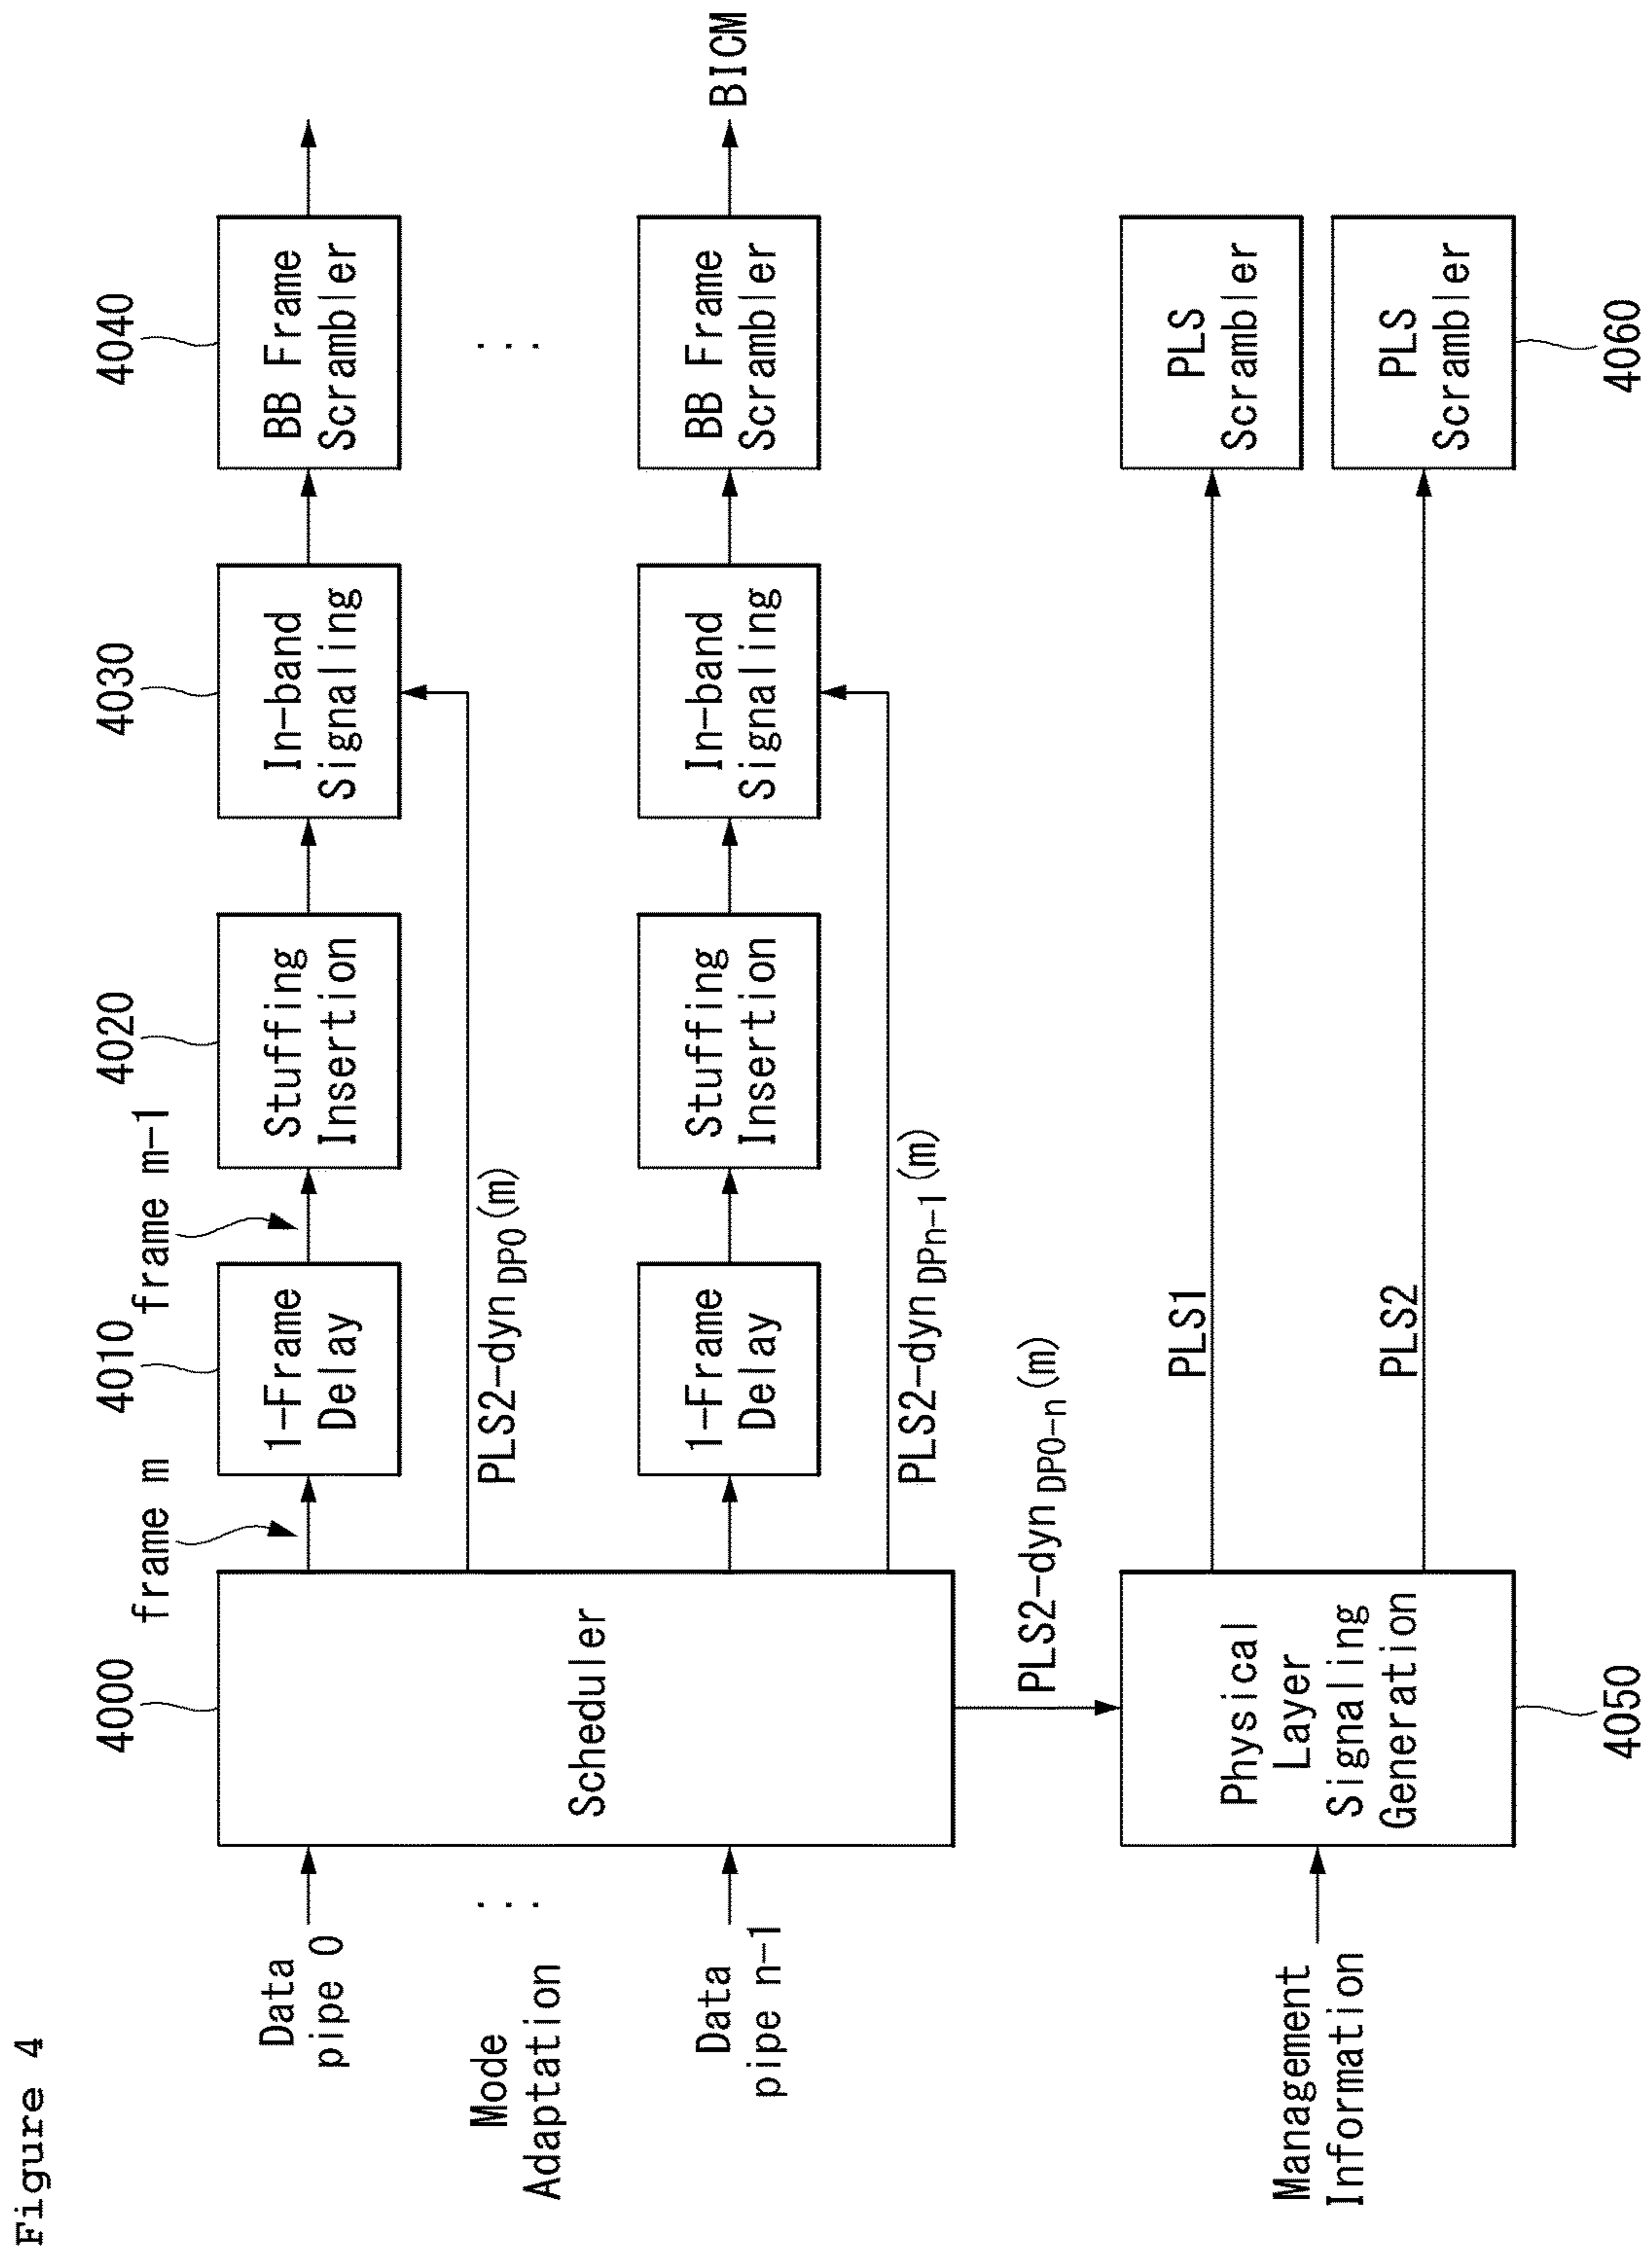 Figure 4
4000
frame m
4010
frame m-1
4020
4030
4040
Data
pipe 0
Scheduler
1-Frame
Delay
Stuffing
Insertion
In-band
Signaling
BB Frame
Scrambler
PLS2-dyn DP0 (m)
Mode
Adaptation
...
...
Data
pipe n-1
1-Frame
Delay
Stuffing
Insertion
In-band
Signaling
BB Frame
Scrambler
BICM
PLS2-dyn DPn-1 (m)
PLS2-dyn DP0-n (m)
Management
Information
Physical
Layer
Signaling
Generation
PLS1
PLS
Scrambler
PLS2
PLS
Scrambler
4050
4060